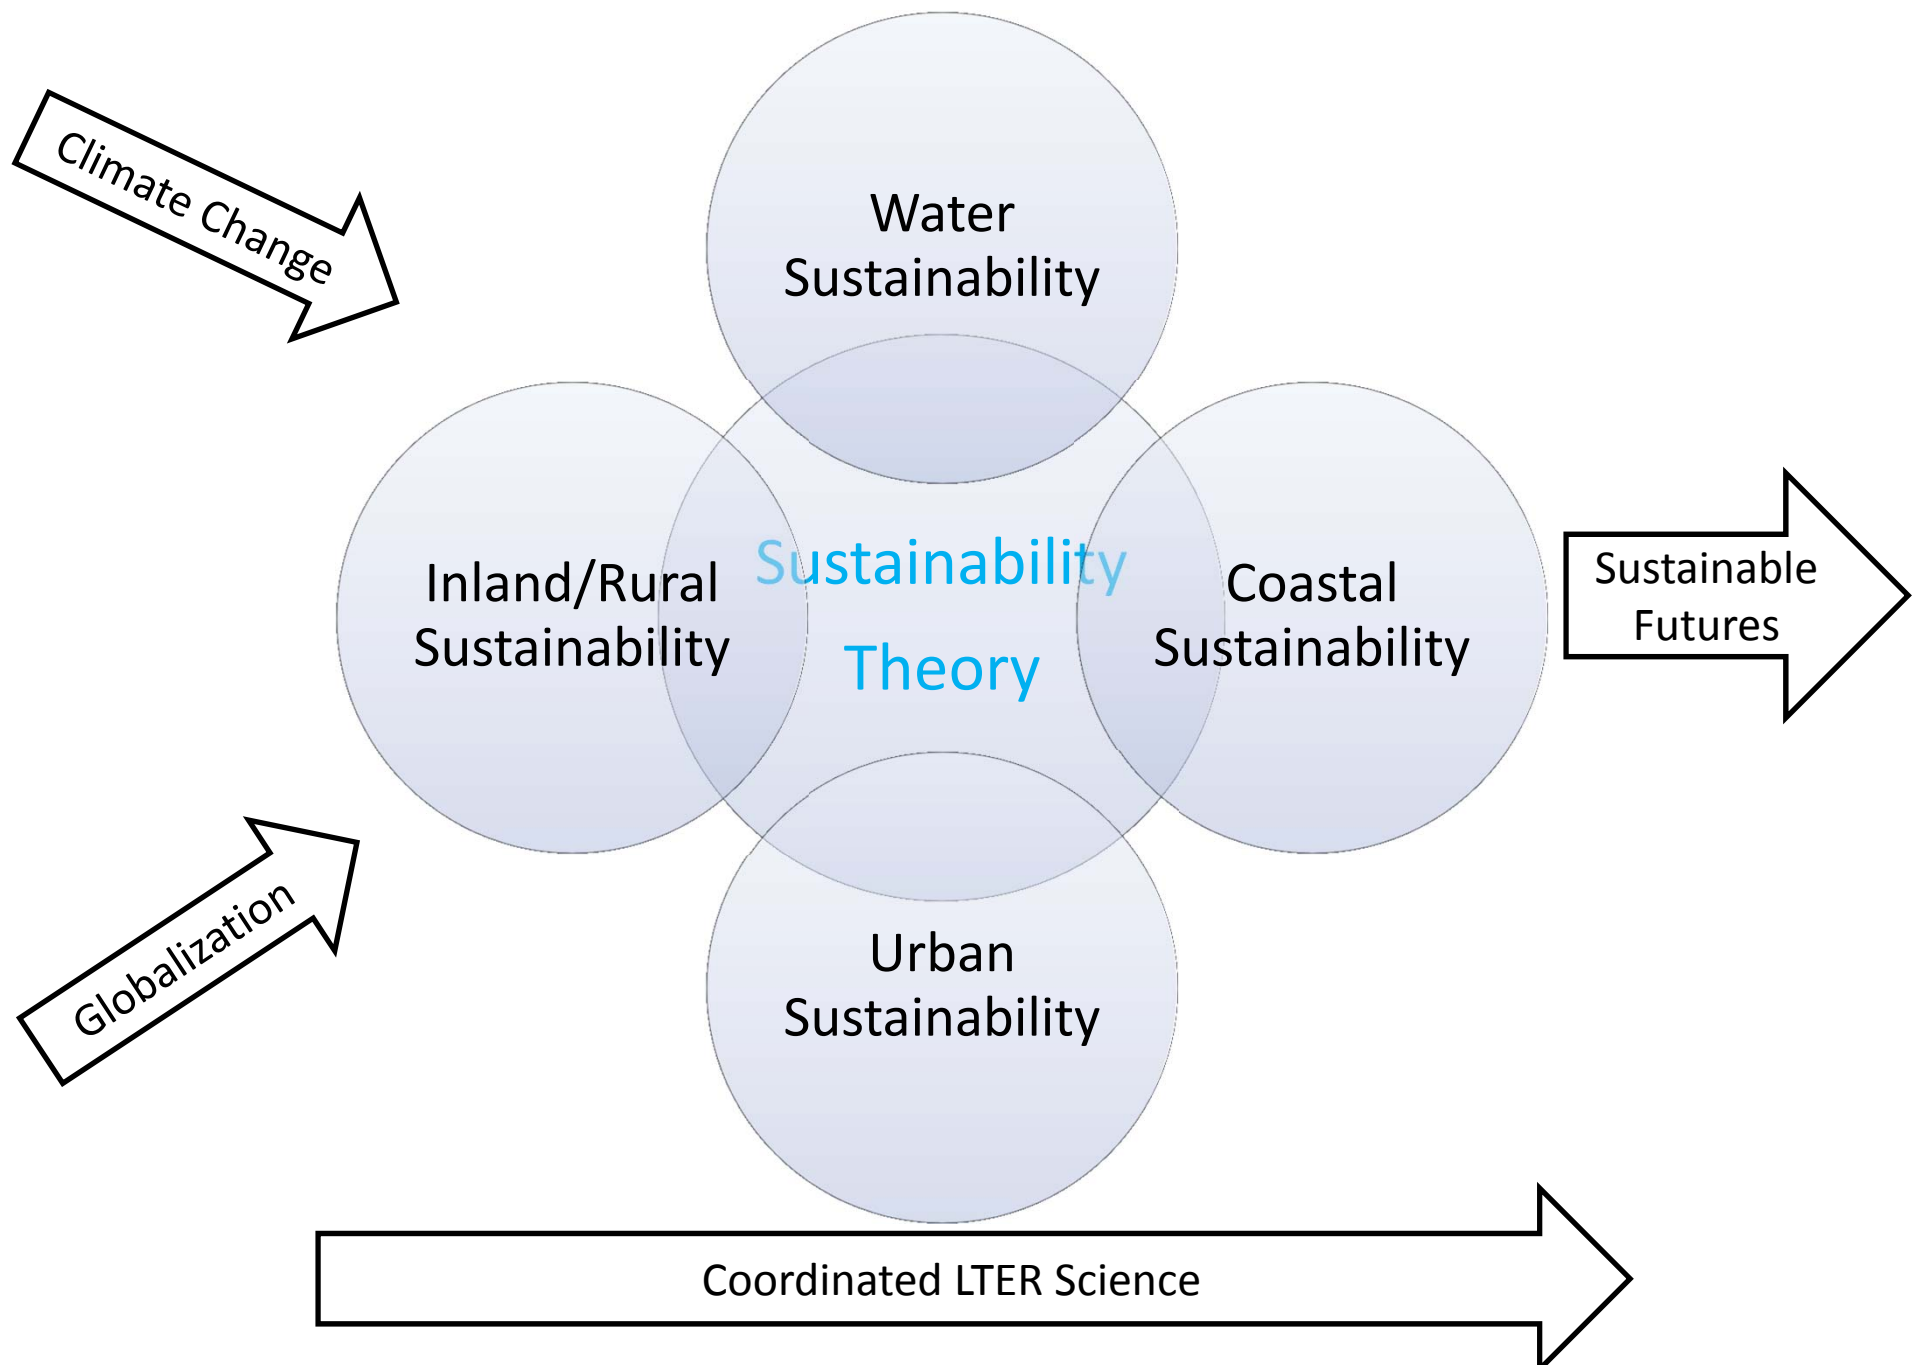 Climate Change
Water
Sustainability
Inland/Rural
Sustainability
Sustainability
Theory
Coastal
Sustainability
Sustainable
Futures
Globalization
Urban
Sustainability
Coordinated LTER Science